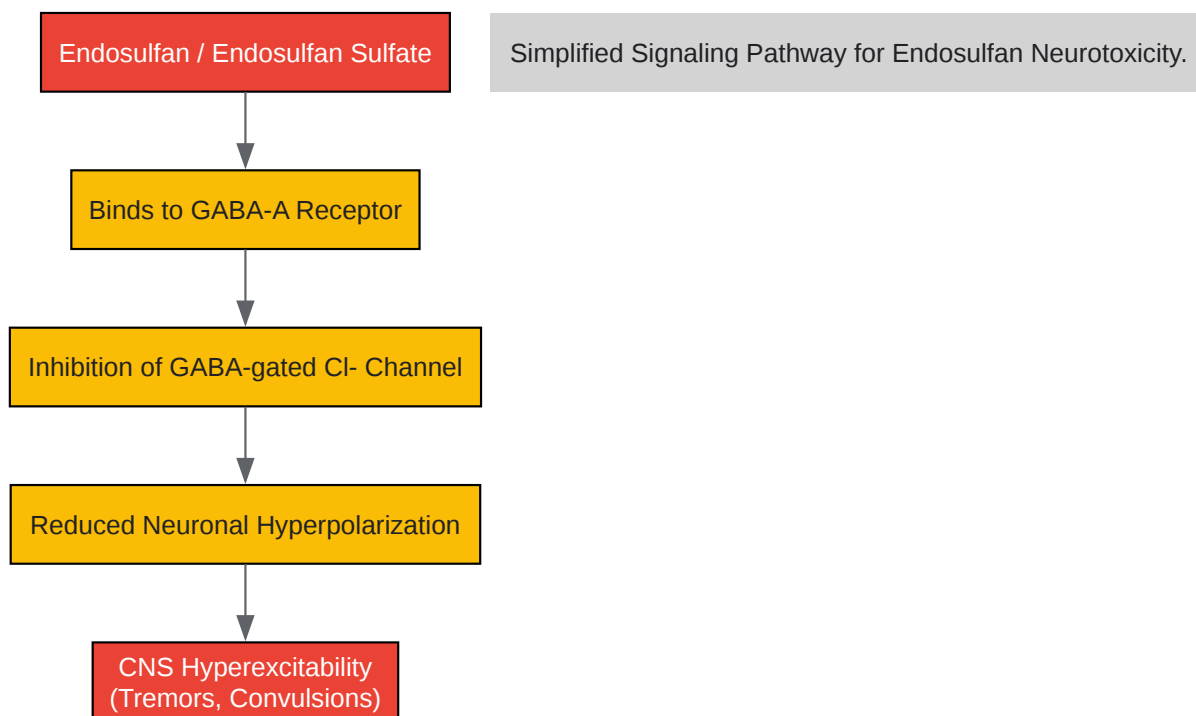 Endosulfan / Endosulfan Sulfate
Simplified Signaling Pathway for Endosulfan Neurotoxicity.
Binds to GABA-A Receptor
Inhibition of GABA-gated Cl- Channel
Reduced Neuronal Hyperpolarization
CNS Hyperexcitability
(Tremors, Convulsions)